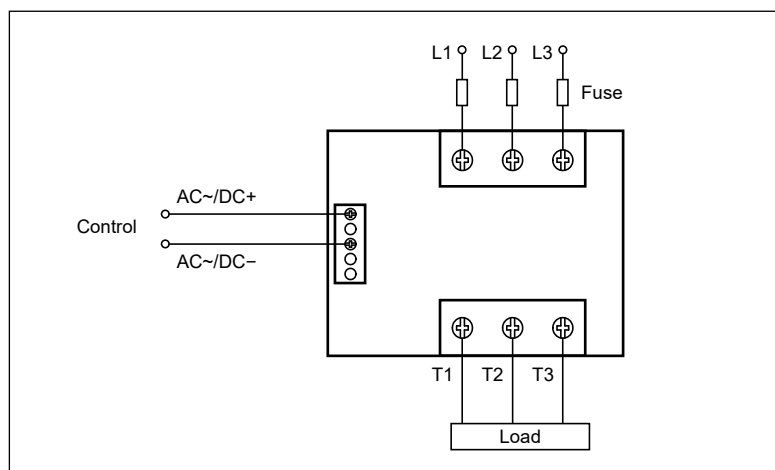 L1 L2 L3
Fuse
AC~/DC+
Control
AC~/DC−
T1 T2 T3
Load